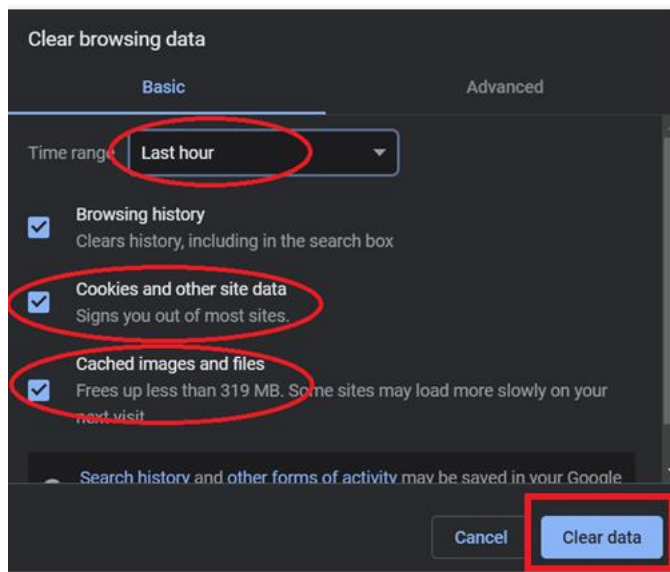 Clear browsing data
Basic Advanced
Time range Last hour
Browsing history
Clears history, including in the search box
Cookies and other site data
Signs you out of most sites.
Cached images and files
Frees up less than 319 MB. Some sites may load more slowly on your
next visit.
Search history and other forms of activity may be saved in your Google
Cancel Clear data